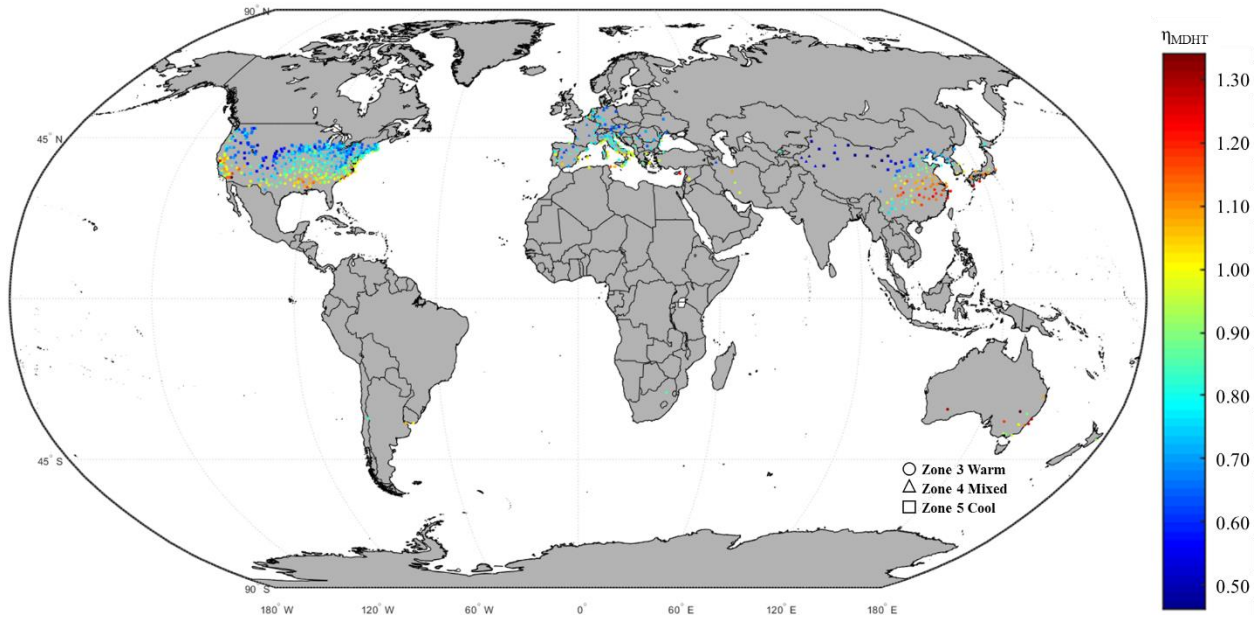 90° N
η_MDHT
1.30
1.20
45° N
1.10
1.00
0.90
0.80
45° S
Zone 3 Warm
Zone 4 Mixed
Zone 5 Cool
0.70
0.60
0.50
90° S
180° W 120° W 60° W 0° 60° E 120° E 180° E